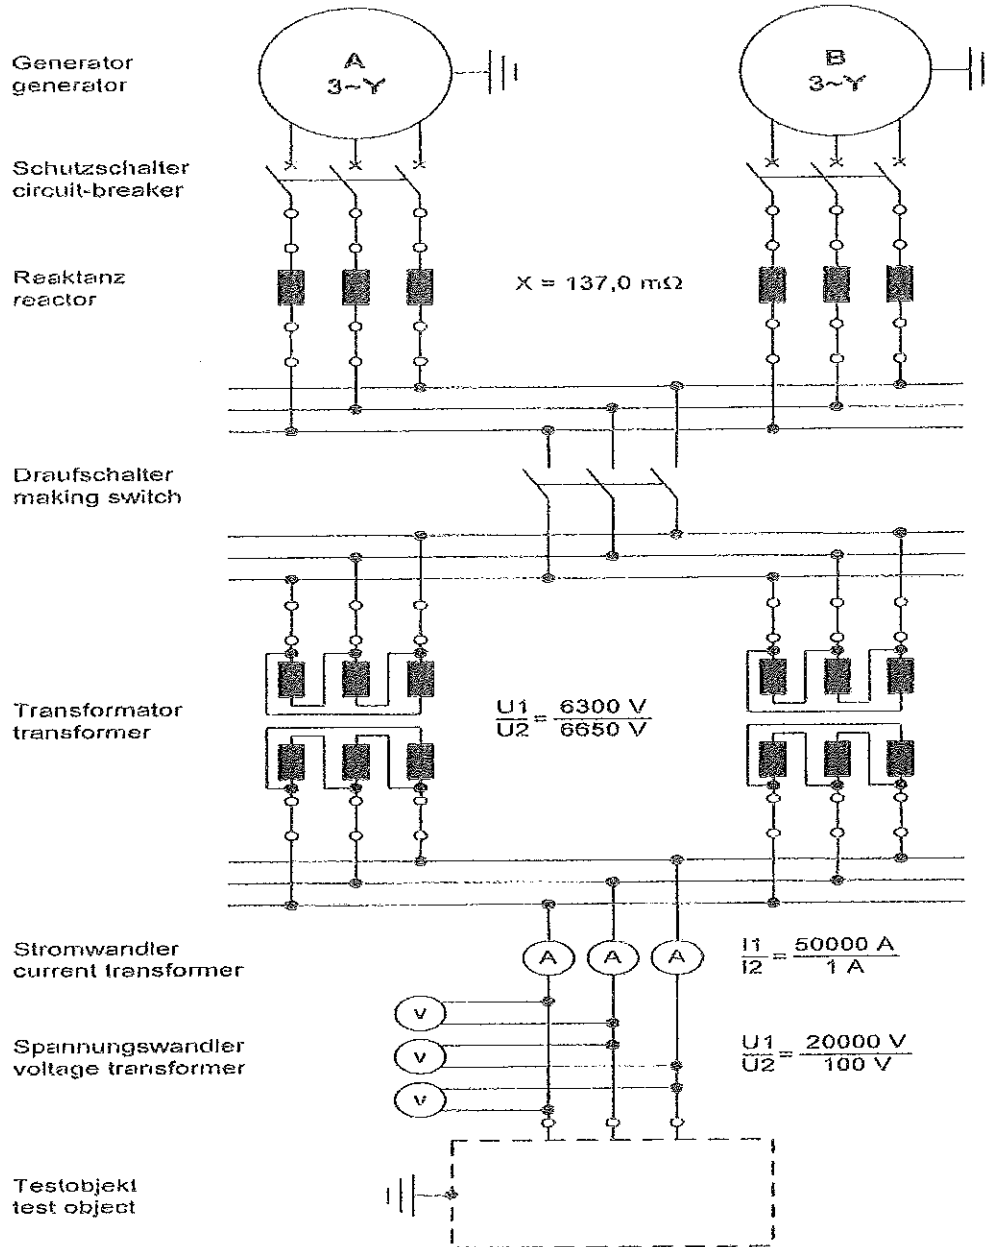 A
3~Y
B
3~Y
Generator
generator
Schutzschalter
circuit-breaker
Reaktanz
reactor
X = 137,0 mΩ
Draufschalter
making switch
Transformator
transformer
U1/U2 = 6300 V/6650 V
Stromwandler
current transformer
A A A
I1/I2 = 50000 A/1 A
V
Spannungswandler
voltage transformer
V
U1/U2 = 20000 V/100 V
V
Testobjekt
test object